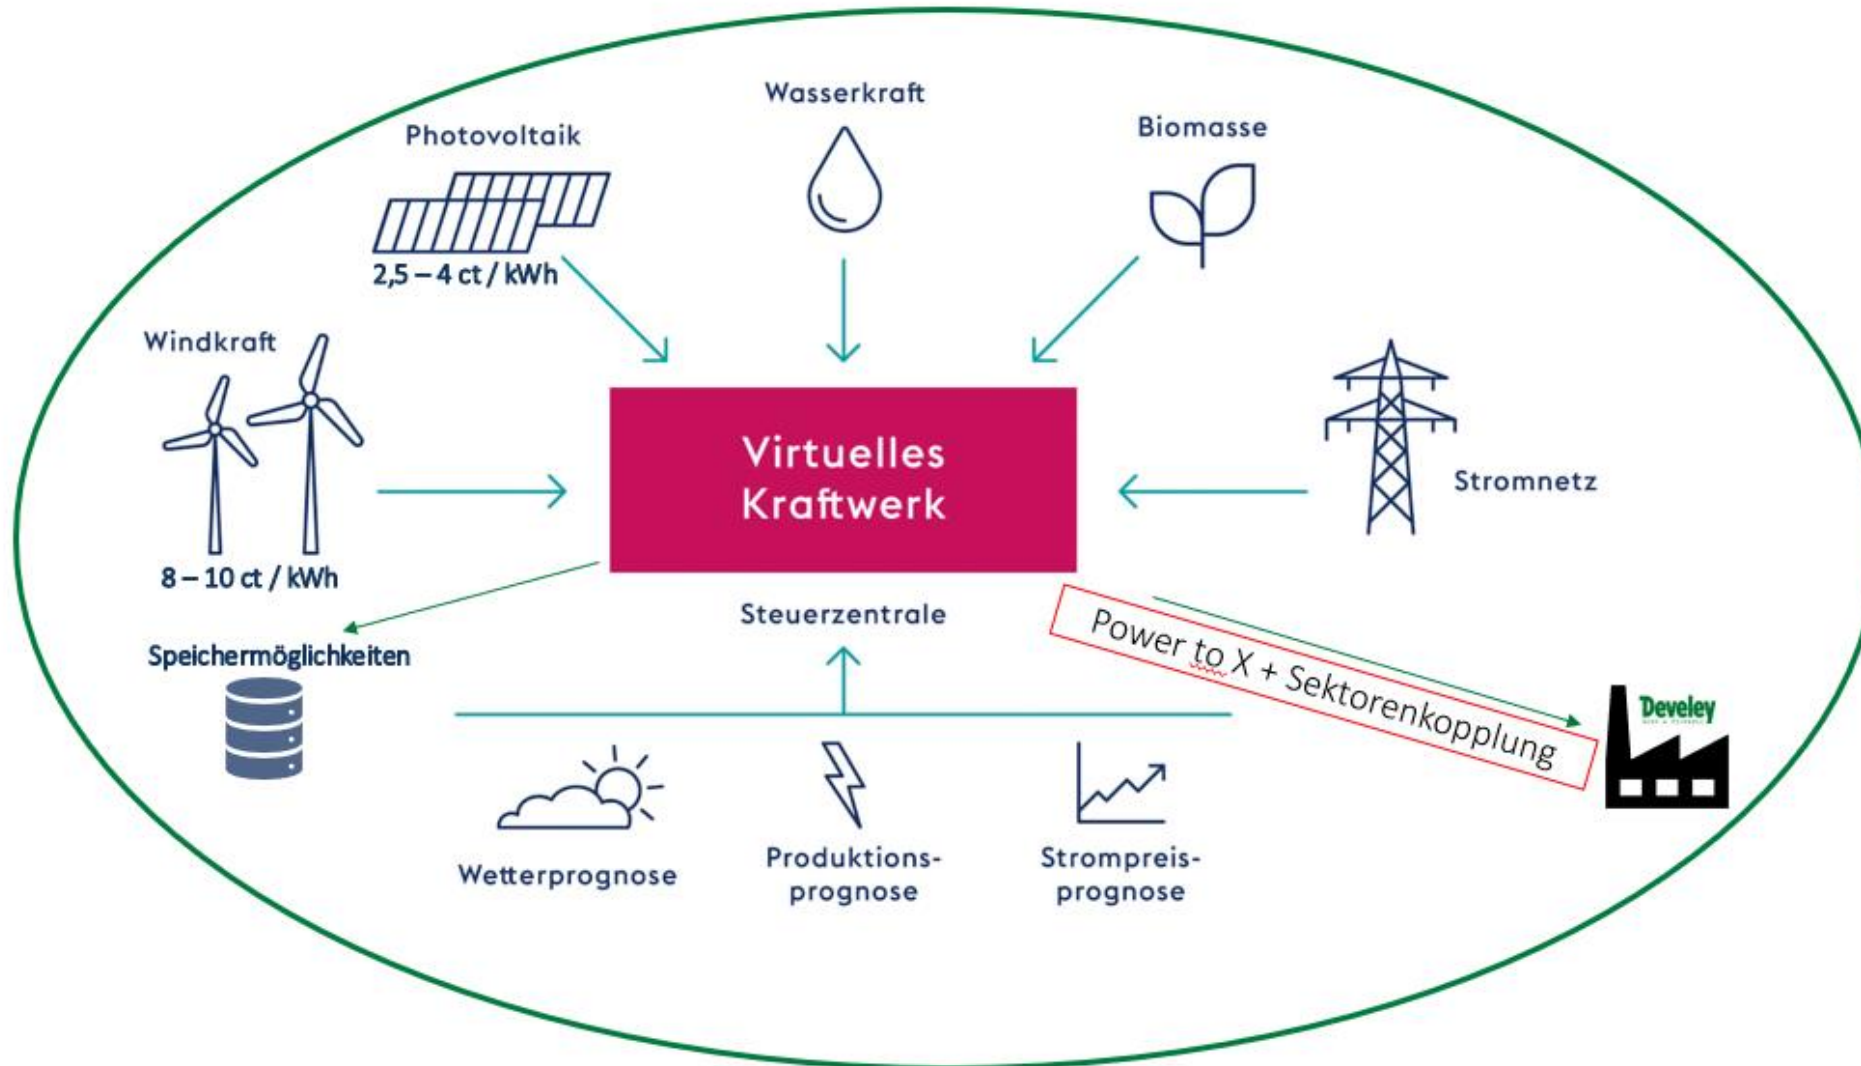 Wasserkraft
Photovoltaik
Biomasse
2,5 – 4 ct / kWh
Windkraft
Virtuelles
Kraftwerk
Stromnetz
8 – 10 ct / kWh
Steuerzentrale
Speichermöglichkeiten
Power to X + Sektorenkopplung
Develey
Wetterprognose
Produktions-
prognose
Strompreis-
prognose